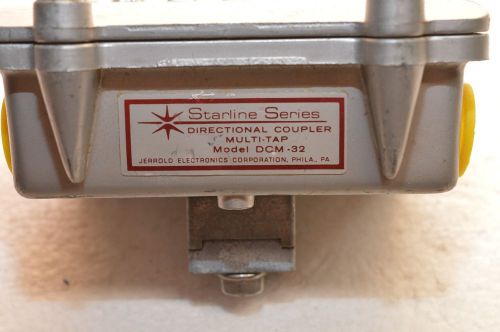 Starline Series
DIRECTIONAL COUPLER
MULTI-TAP
Model DCM-32
JERROLD ELECTRONICS CORPORATION, PHILA., PA